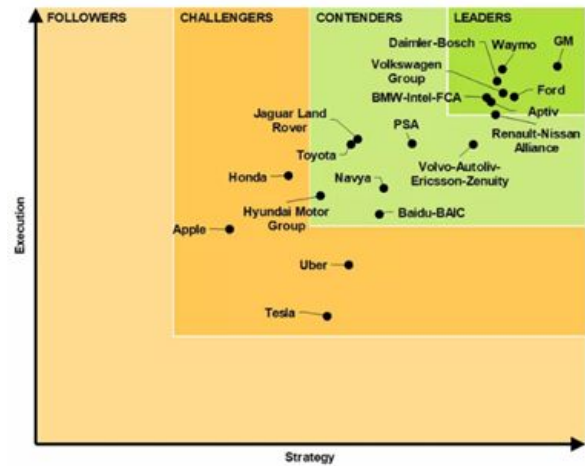 FOLLOWERS
CHALLENGERS
CONTENDERS
LEADERS
Daimler-Bosch
Waymo
GM
Volkswagen
Group
BMW-Intel-FCA
Ford
Aptiv
Renault-Nissan
Alliance
Jaguar Land
Rover
PSA
Toyota
Volvo-Autoliv-
Ericsson-Zenuity
Honda
Navya
Hyundai Motor
Group
Baidu-BAIC
Apple
Uber
Tesla
Execution
Strategy